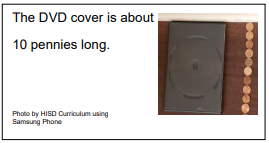 The DVD cover is about
10 pennies long.
Photo by HISD Curriculum using
Samsung Phone